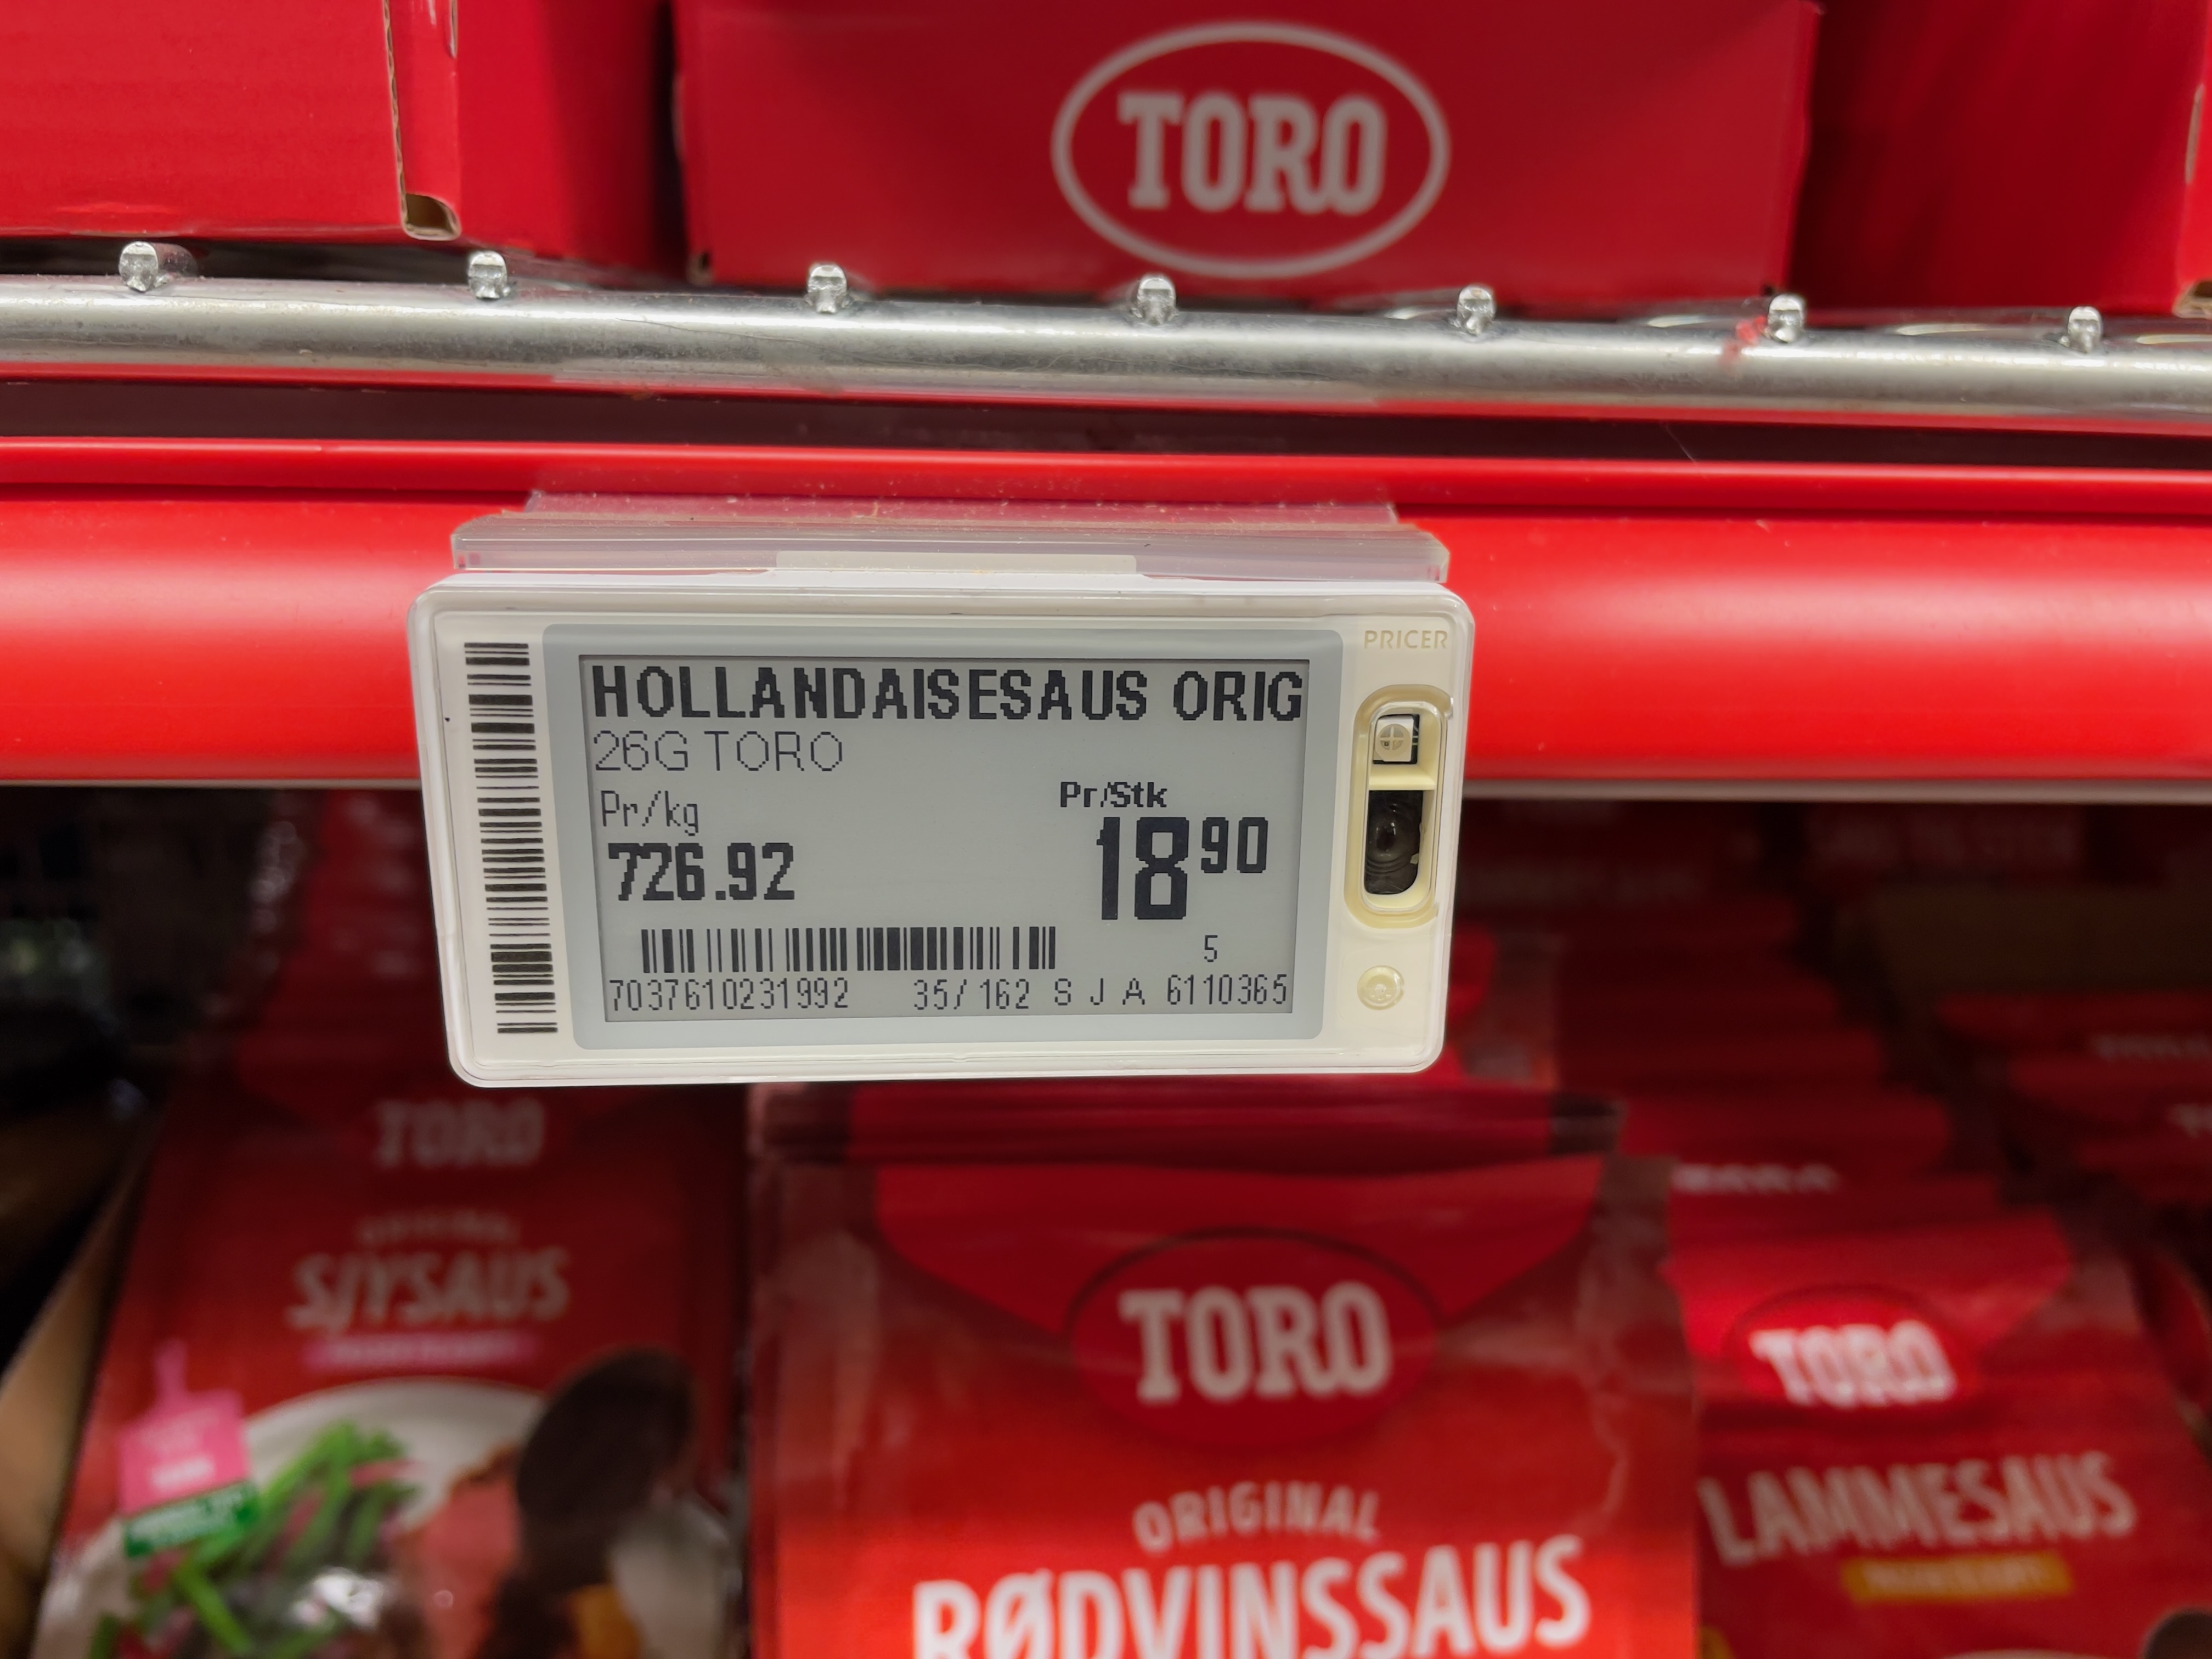 TORO
PRICER
HOLLANDAISESAUS ORIG
26G TORO
Pr/kg
Pr/Stk
726.92
18 90
5
7037610231992 35/ 162 S J A 6110365
TORO
ORIGINAL
SJYSAUS
TORO
ORIGINAL
RØDVINSSAUS
TORO
LAMMESAUS